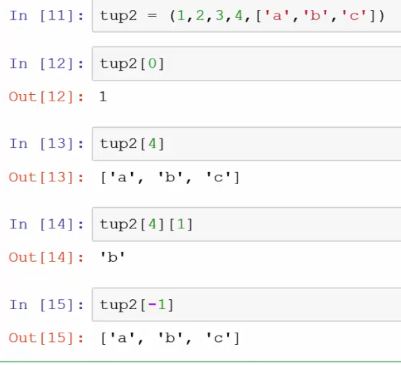 In [11]: tup2 = (1,2,3,4,['a','b','c'])
In [12]: tup2[0]
Out[12]: 1
In [13]: tup2[4]
Out[13]: ['a', 'b', 'c']
In [14]: tup2[4][1]
Out[14]: 'b'
In [15]: tup2[-1]
Out[15]: ['a', 'b', 'c']